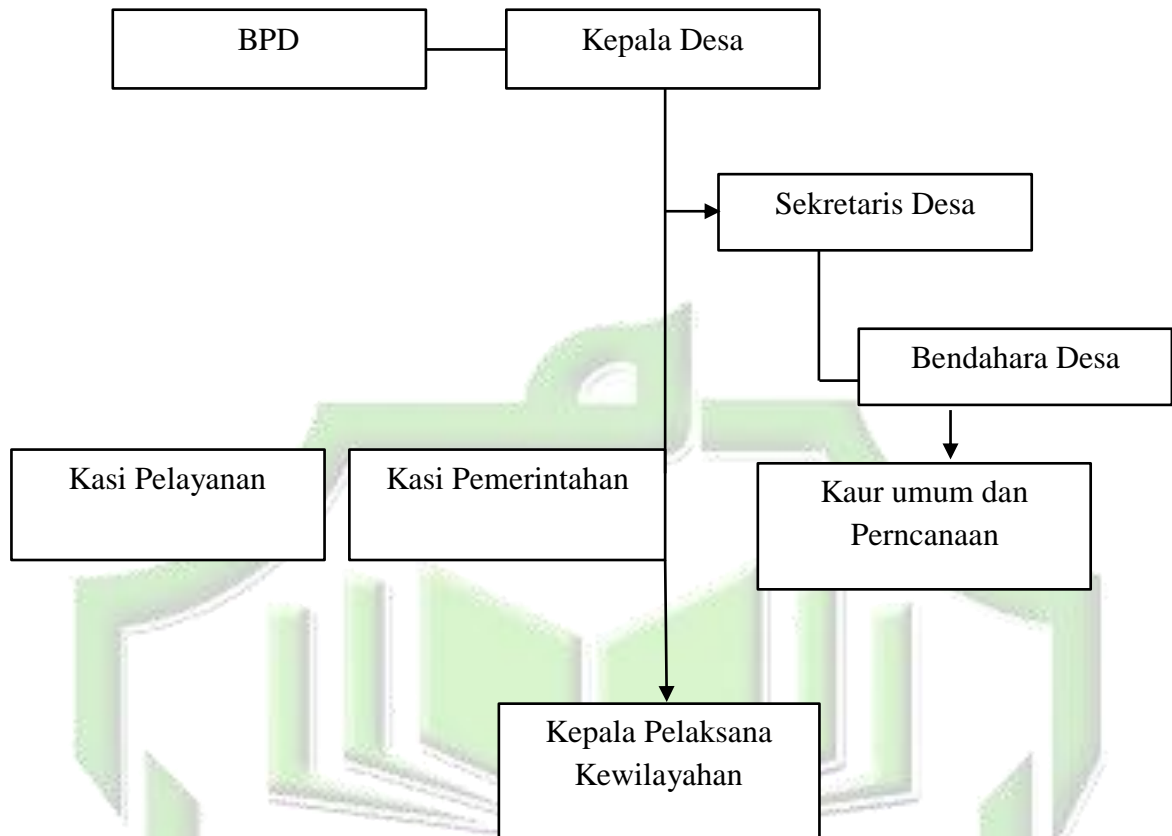 BPD
Kepala Desa
Sekretaris Desa
Bendahara Desa
Kasi Pelayanan
Kasi Pemerintahan
Kaur umum dan
Perncanaan
Kepala Pelaksana
Kewilayahan